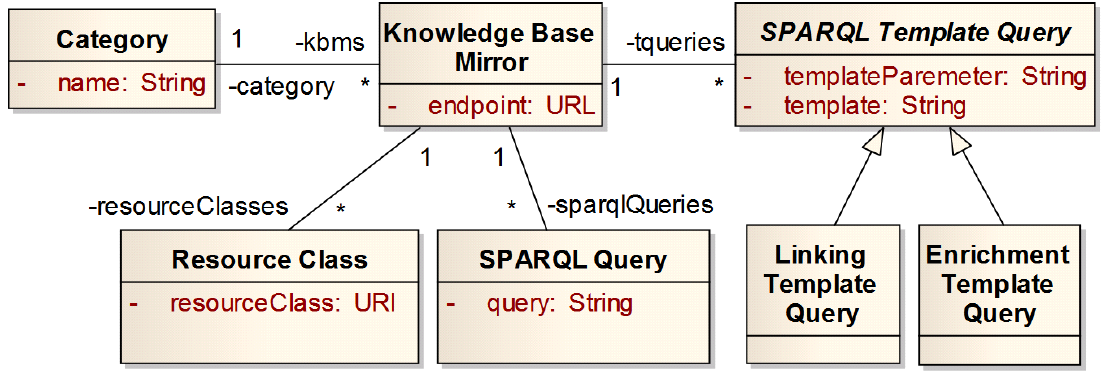 Category
- name: String
1
-kbms
-category
*
Knowledge Base
Mirror
- endpoint: URL
-tqueries
1
*
SPARQL Template Query
- templateParemeter: String
- template: String
1
1
-resourceClasses
*
*
-sparqlQueries
Resource Class
- resourceClass: URI
SPARQL Query
- query: String
Linking
Template
Query
Enrichment
Template
Query